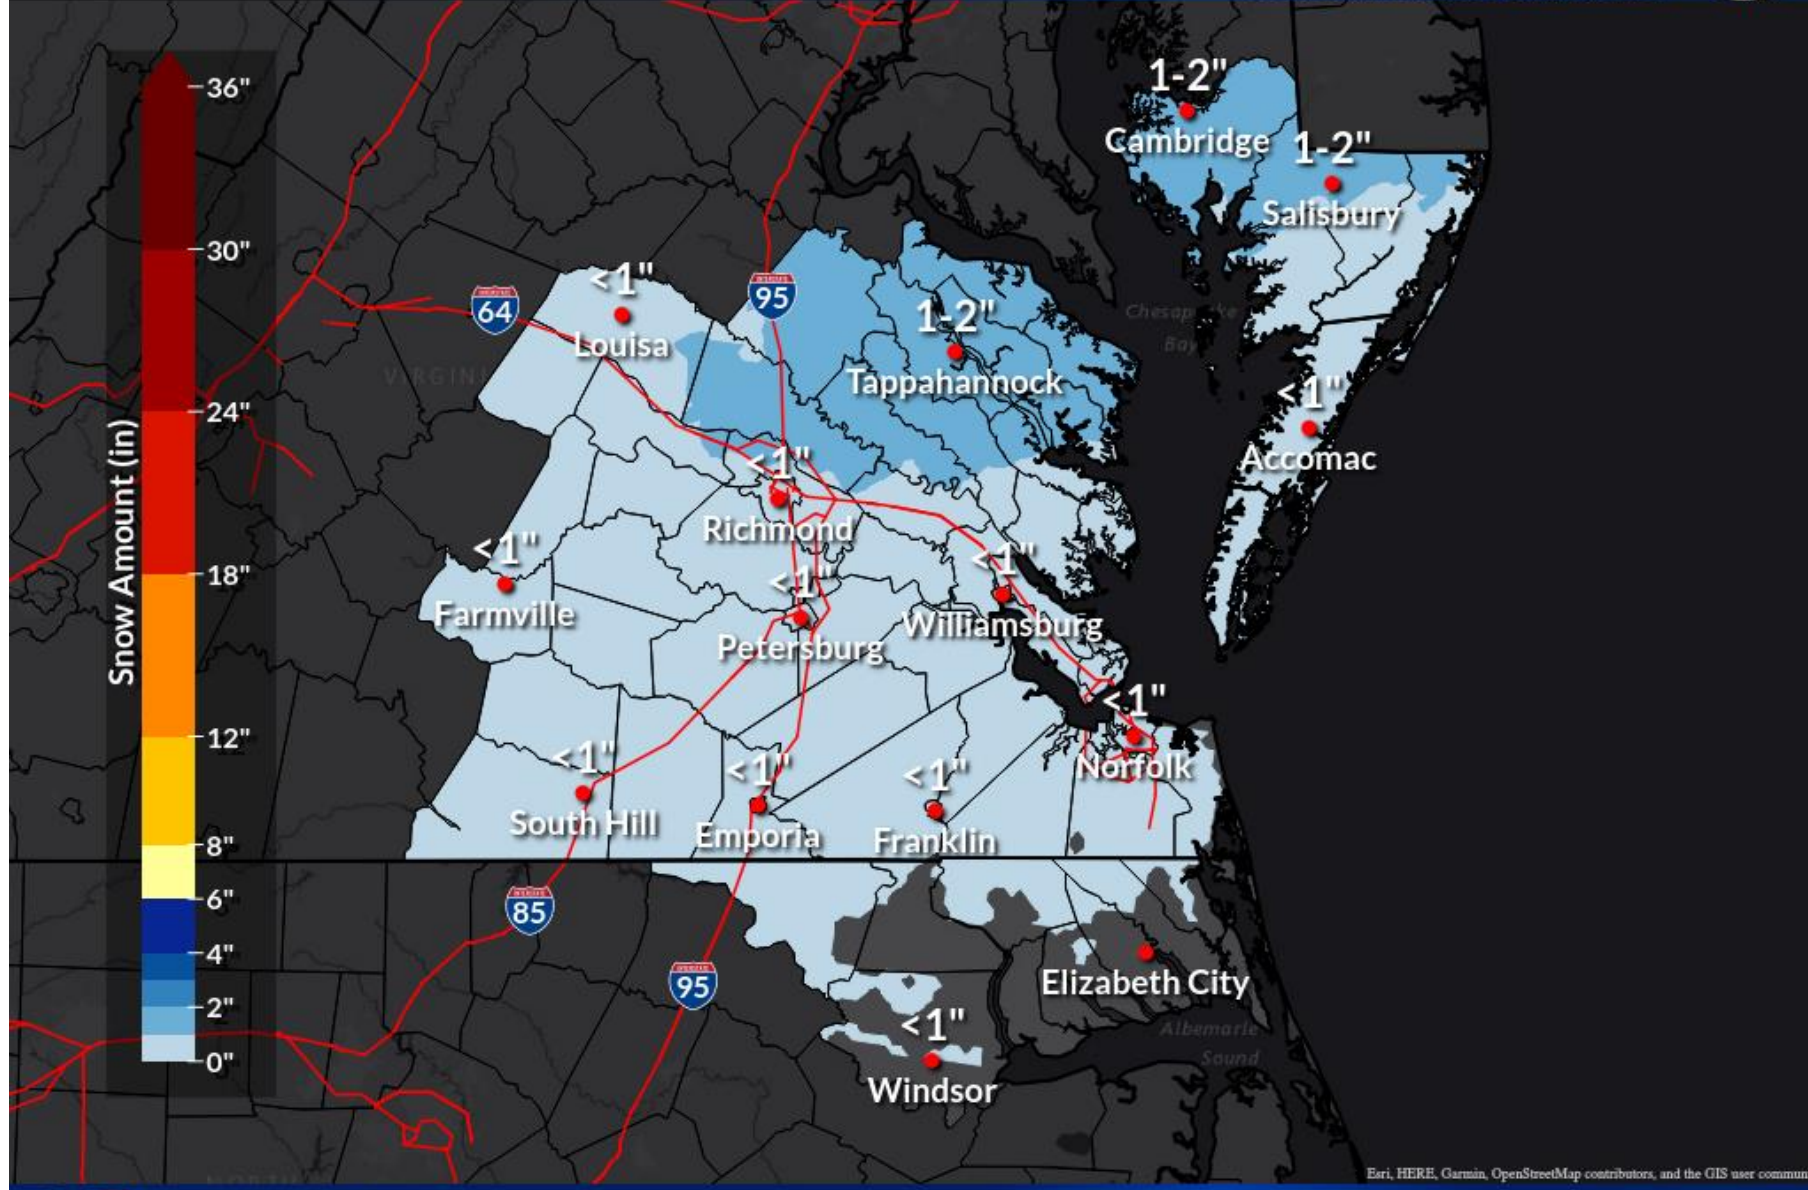 36"
30"
24"
18"
12"
8"
6"
4"
2"
0"
Snow Amount (in)
1-2"
Cambridge
1-2"
Salisbury
<1"
Louisa
64
95
1-2"
Tappahannock
Chesapeake
Bay
VIRGINI
<1"
Accomac
<1"
Richmond
<1"
Farmville
<1"
Petersburg
<1"
Williamsburg
<1"
Norfolk
<1"
South Hill
<1"
Emporia
<1"
Franklin
85
95
Elizabeth City
<1"
Windsor
Albemarle
Sound
Esri, HERE, Garmin, OpenStreetMap contributors, and the GIS user commun